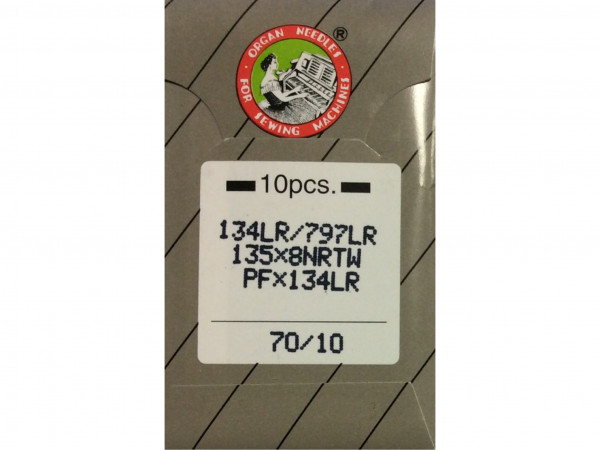 ORGAN NEEDLES
®
FOR SEWING MACHINES
10pcs.
134LR/797LR
135×8NRTW
PF×134LR
70/10